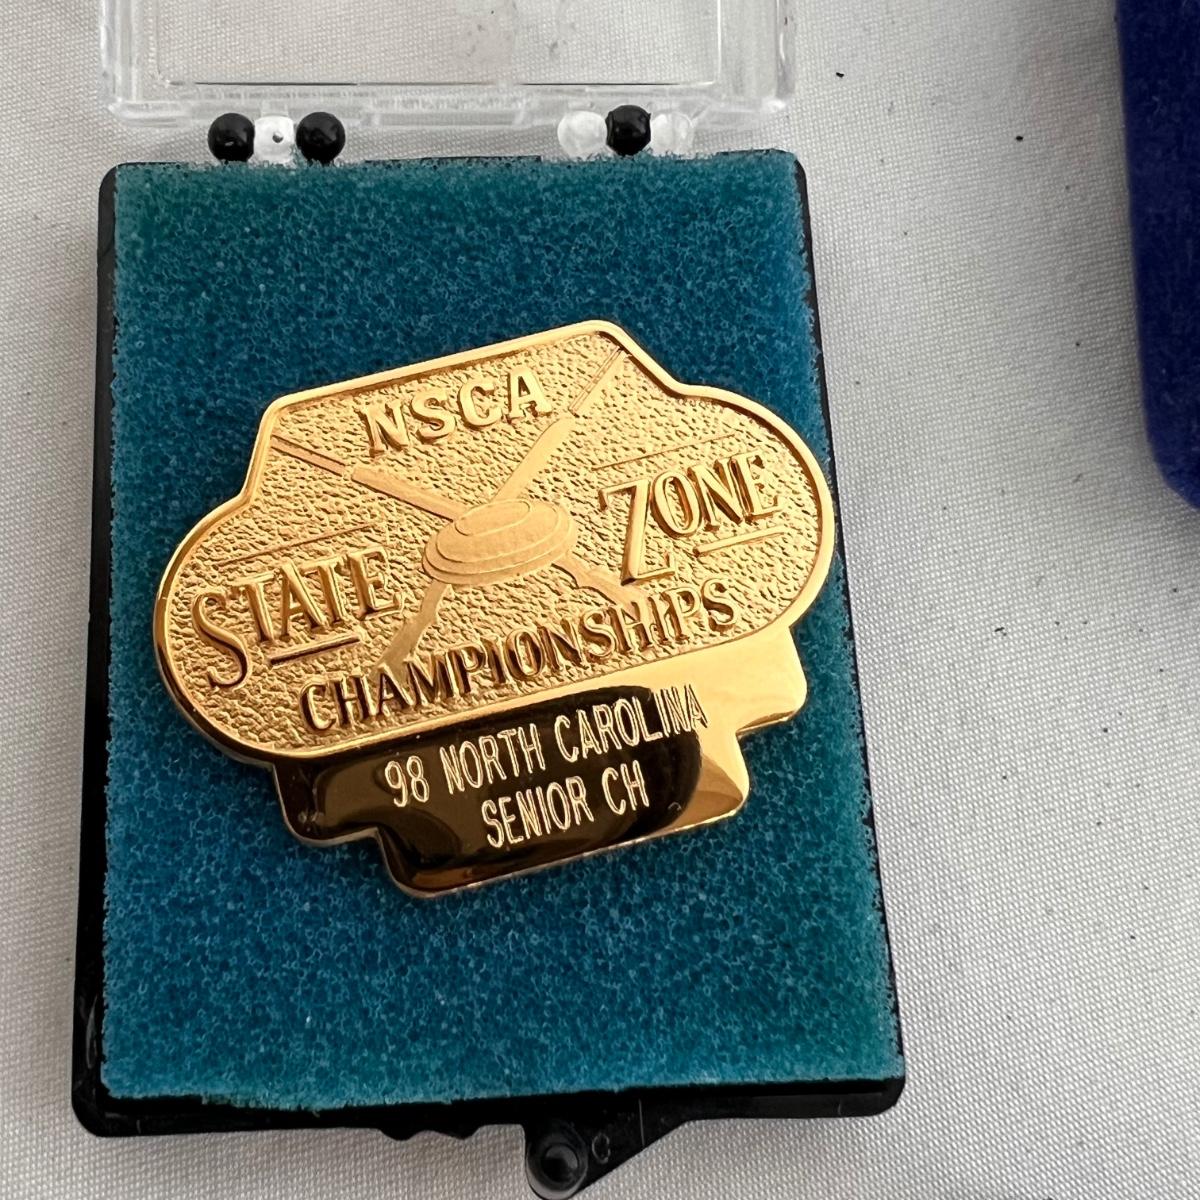 NSCA
STATE ZONE
CHAMPIONSHIPS
98 NORTH CAROLINA
SENIOR CH